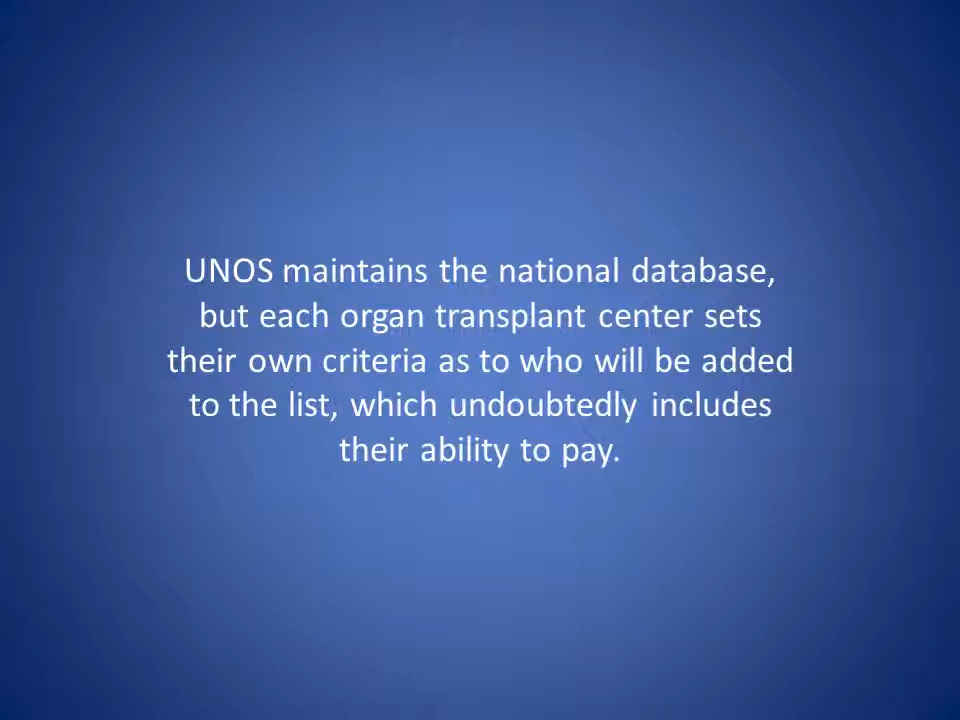 UNOS maintains the national database,
but each organ transplant center sets
their own criteria as to who will be added
to the list, which undoubtedly includes
their ability to pay.